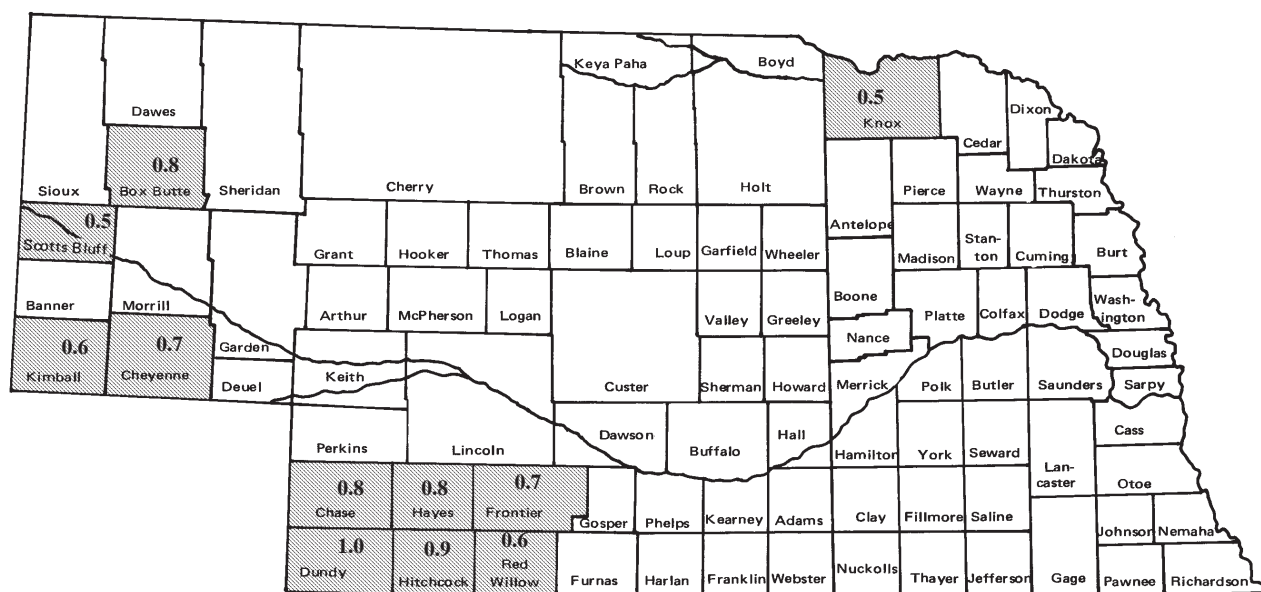 Keya Paha
Boyd
0.5
Knox
Dixon
Dawes
Cedar
Dakota
0.8
Box Butte
Sioux
Sheridan
Cherry
Brown
Rock
Holt
Pierce
Wayne
Thurston
0.5
Scotts Bluff
Antelope
Grant
Hooker
Thomas
Blaine
Loup
Garfield
Wheeler
Madison
Stan-
ton
Cuming
Burt
Banner
Morrill
Arthur
McPherson
Logan
Valley
Greeley
Boone
Platte
Colfax
Dodge
Wash-
ington
0.6
Kimball
0.7
Cheyenne
Garden
Nance
Douglas
Deuel
Keith
Custer
Sherman
Howard
Merrick
Polk
Butler
Saunders
Sarpy
Perkins
Lincoln
Dawson
Buffalo
Hall
Hamilton
York
Seward
Cass
Lan-
caster
Otoe
0.8
Chase
0.8
Hayes
0.7
Frontier
Gosper
Phelps
Kearney
Adams
Clay
Fillmore
Saline
Johnson
Nemaha
1.0
Dundy
0.9
Hitchcock
0.6
Red
Willow
Furnas
Harlan
Franklin
Webster
Nuckolls
Thayer
Jefferson
Gage
Pawnee
Richardson